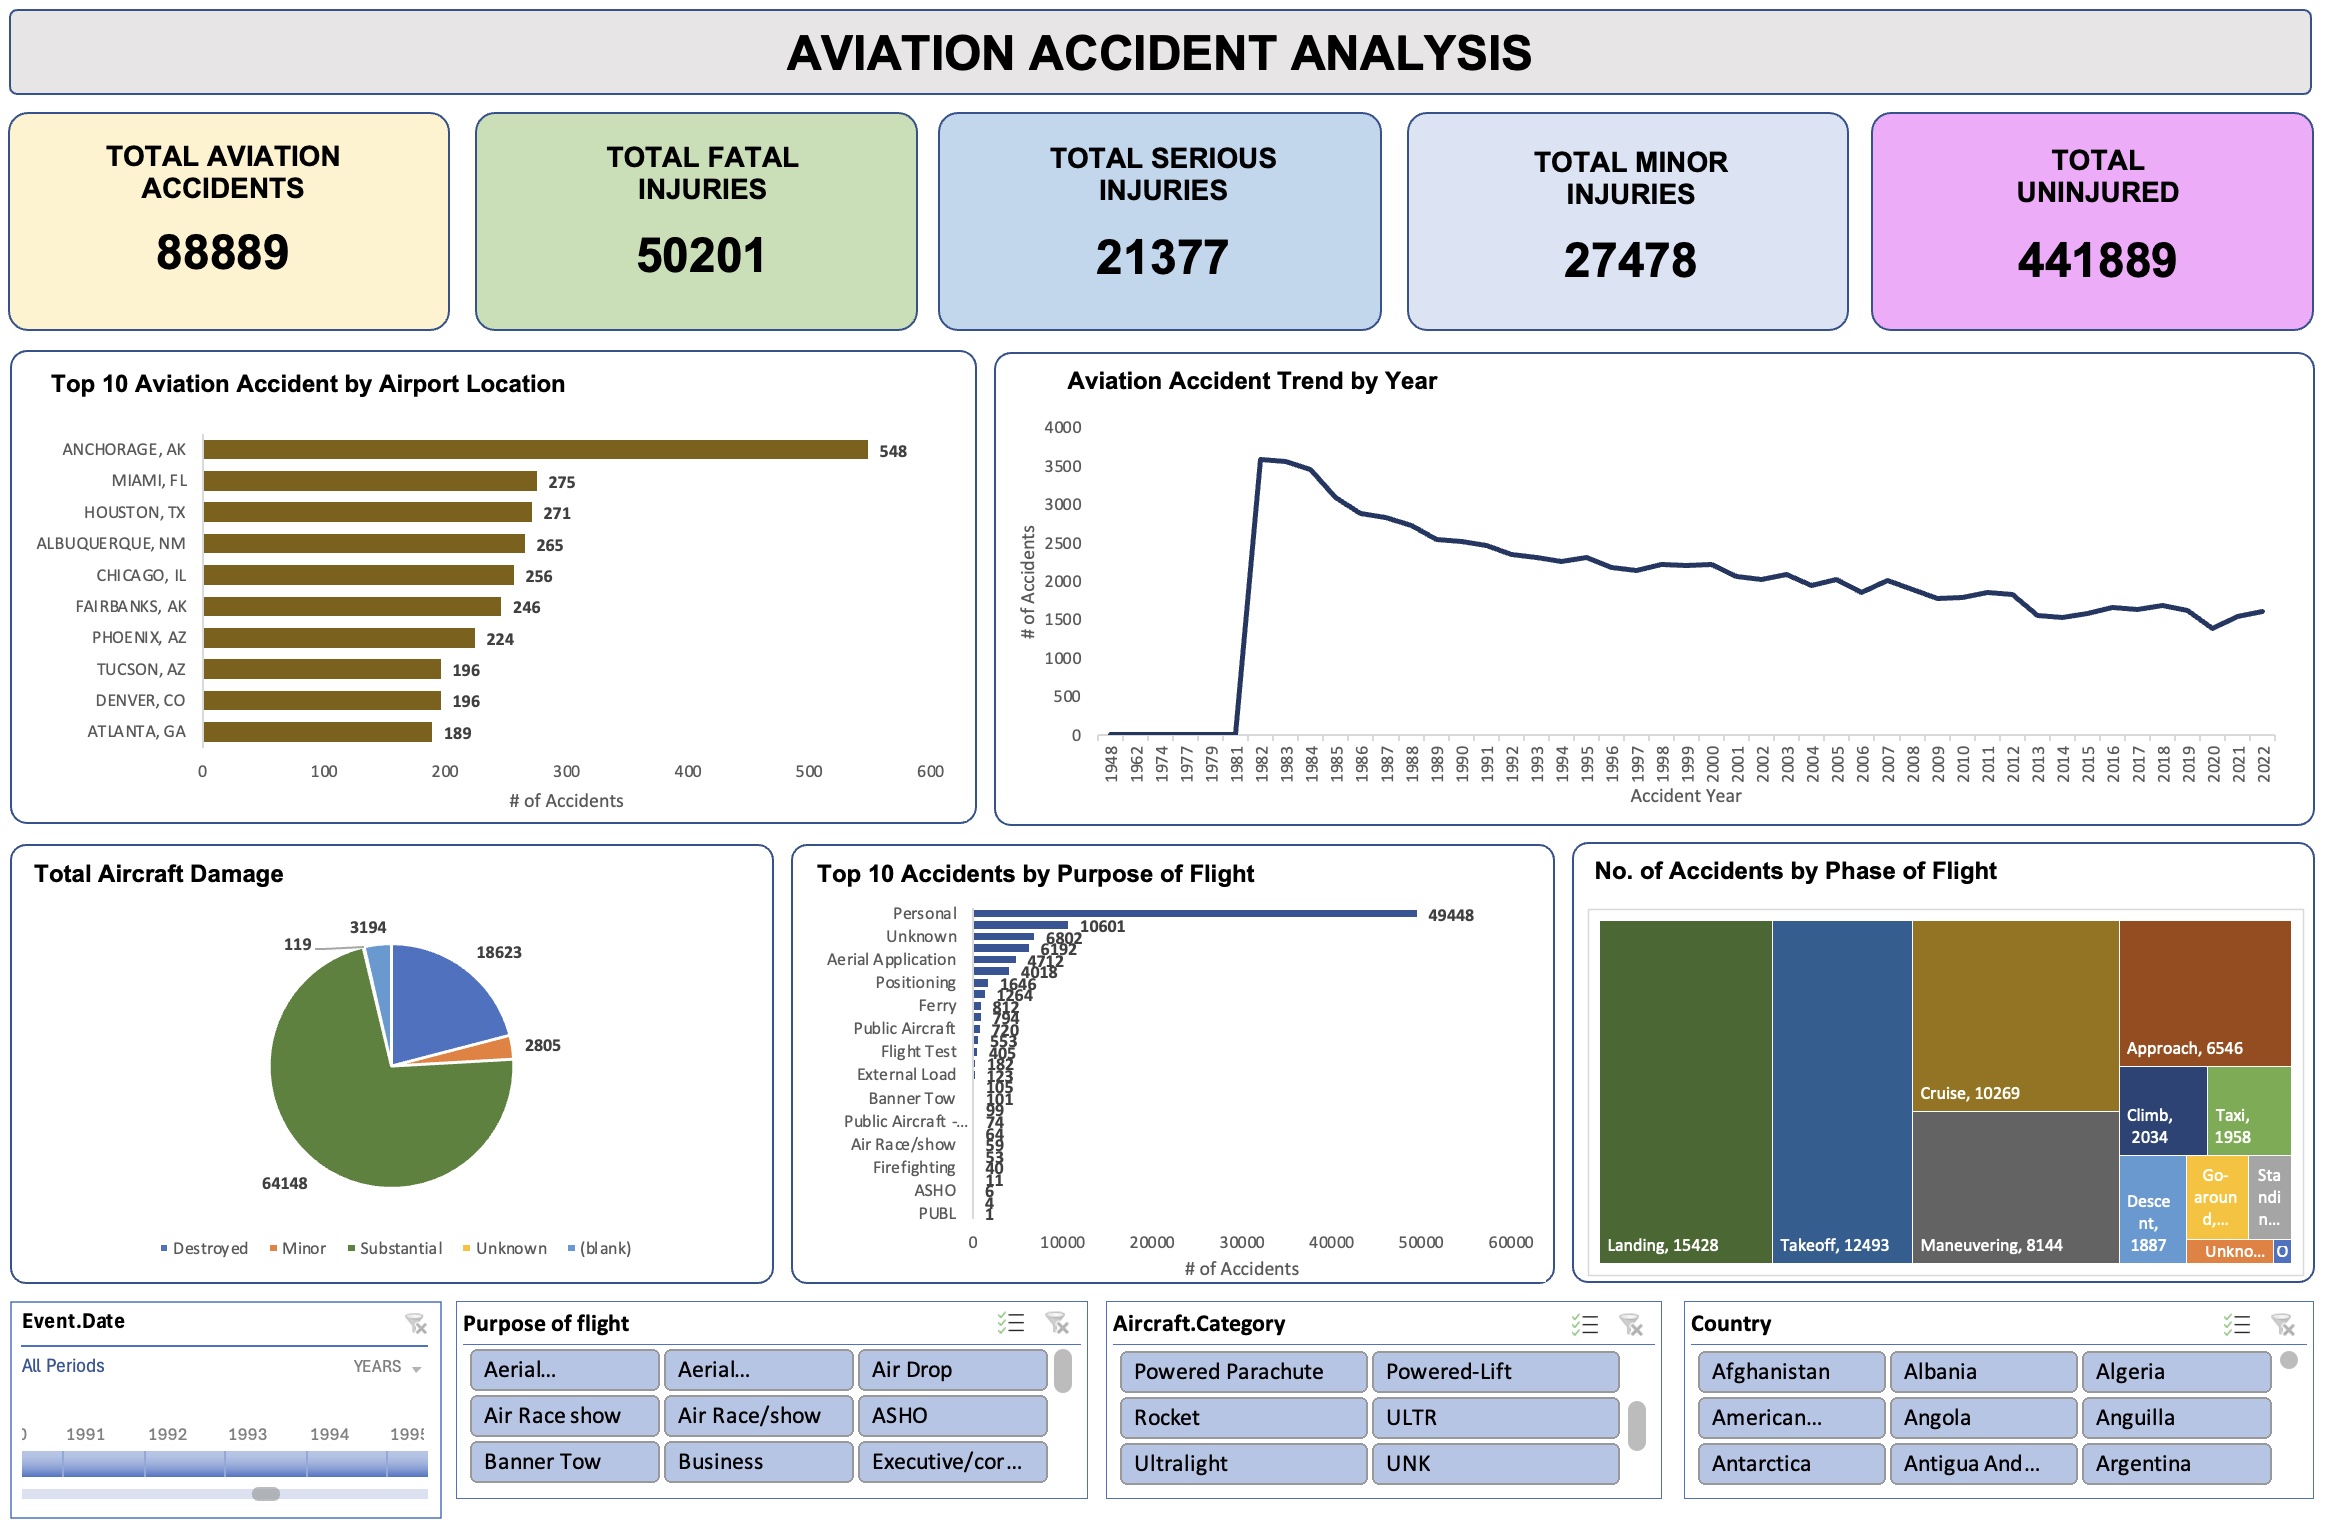 AVIATION ACCIDENT ANALYSIS
TOTAL AVIATION
ACCIDENTS
88889
TOTAL FATAL
INJURIES
50201
TOTAL SERIOUS
INJURIES
21377
TOTAL MINOR
INJURIES
27478
TOTAL
UNINJURED
441889
Top 10 Aviation Accident by Airport Location
ANCHORAGE, AK 548
MIAMI, FL 275
HOUSTON, TX 271
ALBUQUERQUE, NM 265
CHICAGO, IL 256
FAIRBANKS, AK 246
PHOENIX, AZ 224
TUCSON, AZ 196
DENVER, CO 196
ATLANTA, GA 189
0 100 200 300 400 500 600
# of Accidents
Aviation Accident Trend by Year
4000
3500
3000
2500
2000
1500
1000
500
0
# of Accidents
1948 1962 1974 1977 1979 1981 1982 1983 1984 1985 1986 1987 1988 1989 1990 1991 1992 1993 1994 1995 1996 1997 1998 1999 2000 2001 2002 2003 2004 2005 2006 2007 2008 2009 2010 2011 2012 2013 2014 2015 2016 2017 2018 2019 2020 2021 2022
Accident Year
Total Aircraft Damage
3194
119
18623
2805
64148
Destroyed Minor Substantial Unknown (blank)
Top 10 Accidents by Purpose of Flight
Personal 49448
10601
Unknown 6802
6192
Aerial Application 4712
4018
Positioning 1646
1264
Ferry 812
794
Public Aircraft 720
553
Flight Test 405
182
External Load 123
105
Banner Tow 101
99
Public Aircraft -... 74
64
Air Race/show 59
53
Firefighting 40
11
ASHO 6
4
PUBL 1
0 10000 20000 30000 40000 50000 60000
# of Accidents
No. of Accidents by Phase of Flight
Landing, 15428
Takeoff, 12493
Cruise, 10269
Maneuvering, 8144
Approach, 6546
Climb,
2034
Taxi,
1958
Desce
nt,
1887
Go-
aroun
d,...
Sta
ndi
n...
Unkno...
O
Event.Date
All Periods YEARS
1991 1992 1993 1994 1995
Purpose of flight
Aerial... Aerial... Air Drop
Air Race show Air Race/show ASHO
Banner Tow Business Executive/cor...
Aircraft.Category
Powered Parachute Powered-Lift
Rocket ULTR
Ultralight UNK
Country
Afghanistan Albania Algeria
American... Angola Anguilla
Antarctica Antigua And... Argentina